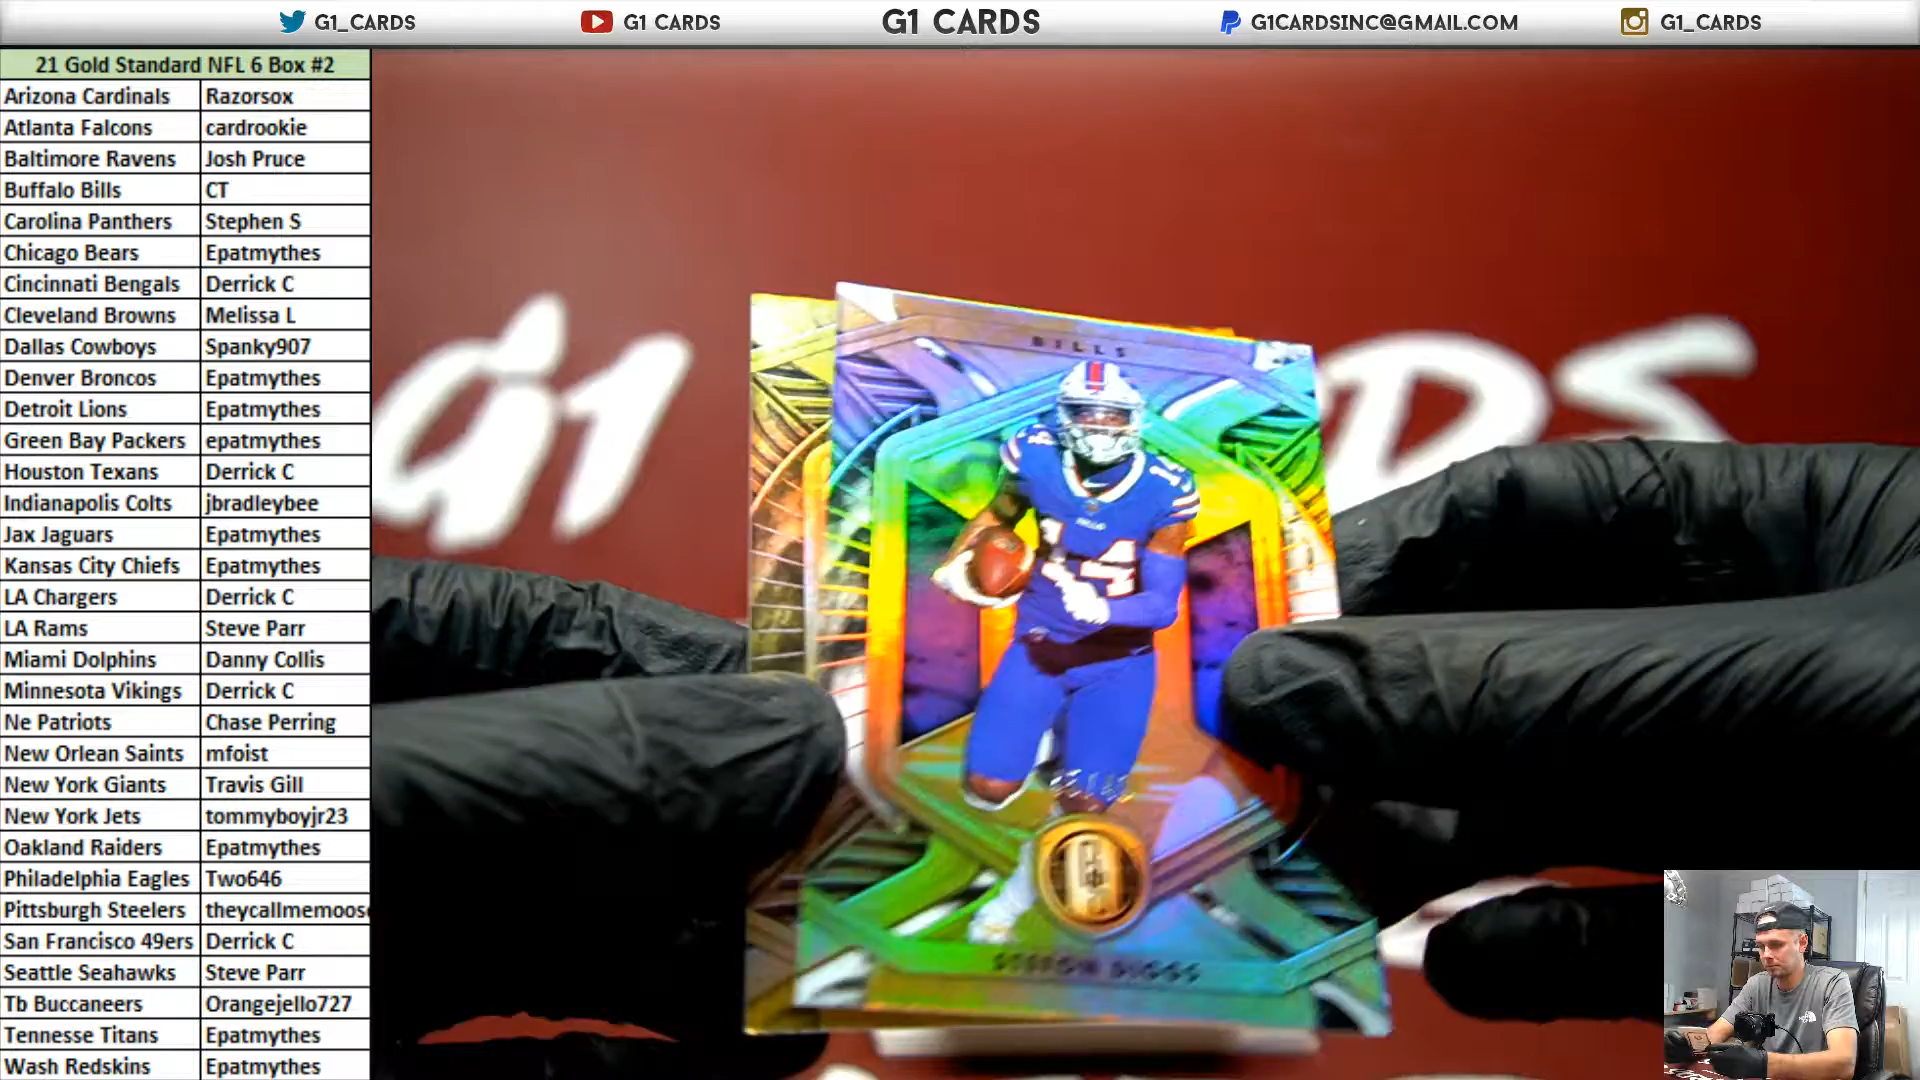 G1_CARDS
G1 CARDS
G1 CARDS
G1CARDSINC@GMAIL.COM
G1_CARDS
21 Gold Standard NFL 6 Box #2
Arizona Cardinals Razorsox
Atlanta Falcons cardrookie
Baltimore Ravens Josh Pruce
Buffalo Bills CT
Carolina Panthers Stephen S
Chicago Bears Epatmythes
Cincinnati Bengals Derrick C
Cleveland Browns Melissa L
Dallas Cowboys Spanky907
Denver Broncos Epatmythes
Detroit Lions Epatmythes
Green Bay Packers epatmythes
Houston Texans Derrick C
Indianapolis Colts jbradleybee
Jax Jaguars Epatmythes
Kansas City Chiefs Epatmythes
LA Chargers Derrick C
LA Rams Steve Parr
Miami Dolphins Danny Collis
Minnesota Vikings Derrick C
Ne Patriots Chase Perring
New Orlean Saints mfoist
New York Giants Travis Gill
New York Jets tommyboyjr23
Oakland Raiders Epatmythes
Philadelphia Eagles Two646
Pittsburgh Steelers theycallmemoose
San Francisco 49ers Derrick C
Seattle Seahawks Steve Parr
Tb Buccaneers Orangejello727
Tennesse Titans Epatmythes
Wash Redskins Epatmythes
G1 RDS
BILLS
14
STEFON DIGGS